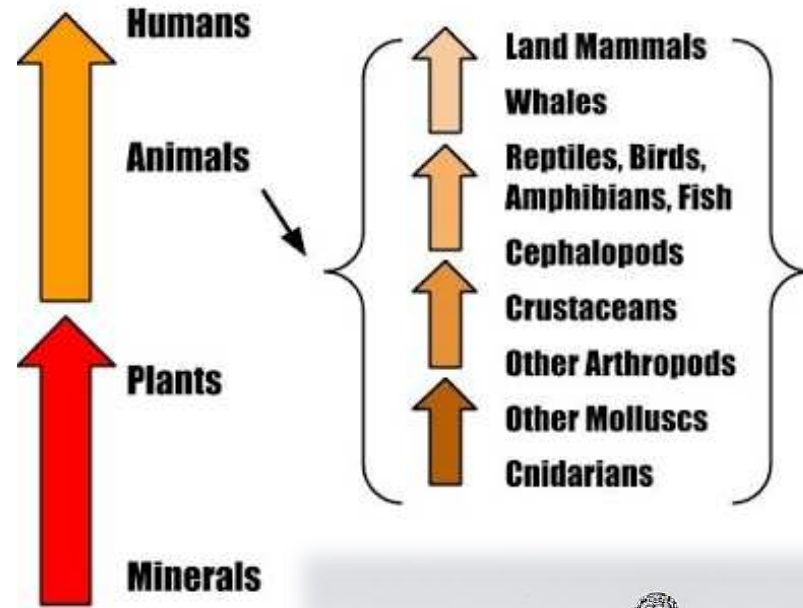 Humans
Animals
Plants
Minerals
Land Mammals
Whales
Reptiles, Birds,
Amphibians, Fish
Cephalopods
Crustaceans
Other Arthropods
Other Molluscs
Cnidarians